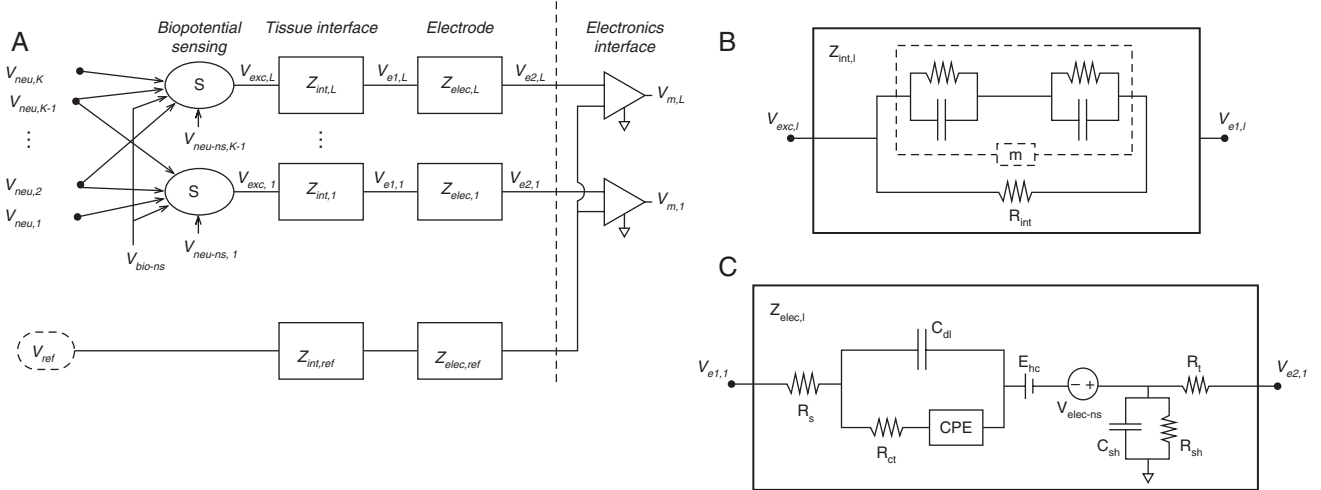 A
Biopotential
sensing
Tissue interface
Electrode
Electronics
interface
V_neu,K
V_neu,K-1
⋮
V_neu,2
V_neu,1
S
V_exc,L
Z_int,L
V_e1,L
Z_elec,L
V_e2,L
V_m,L
V_neu-ns,K-1
⋮
S
V_exc, 1
Z_int,1
V_e1,1
Z_elec,1
V_e2,1
V_m,1
V_neu-ns, 1
V_bio-ns
V_ref
Z_int,ref
Z_elec,ref
B
Z_int,l
V_exc,l
V_e1,l
m
R_int
C
Z_elec,l
C_dl
V_e1,1
R_s
R_ct
CPE
E_hc
- +
V_elec-ns
R_t
V_e2,1
C_sh
R_sh